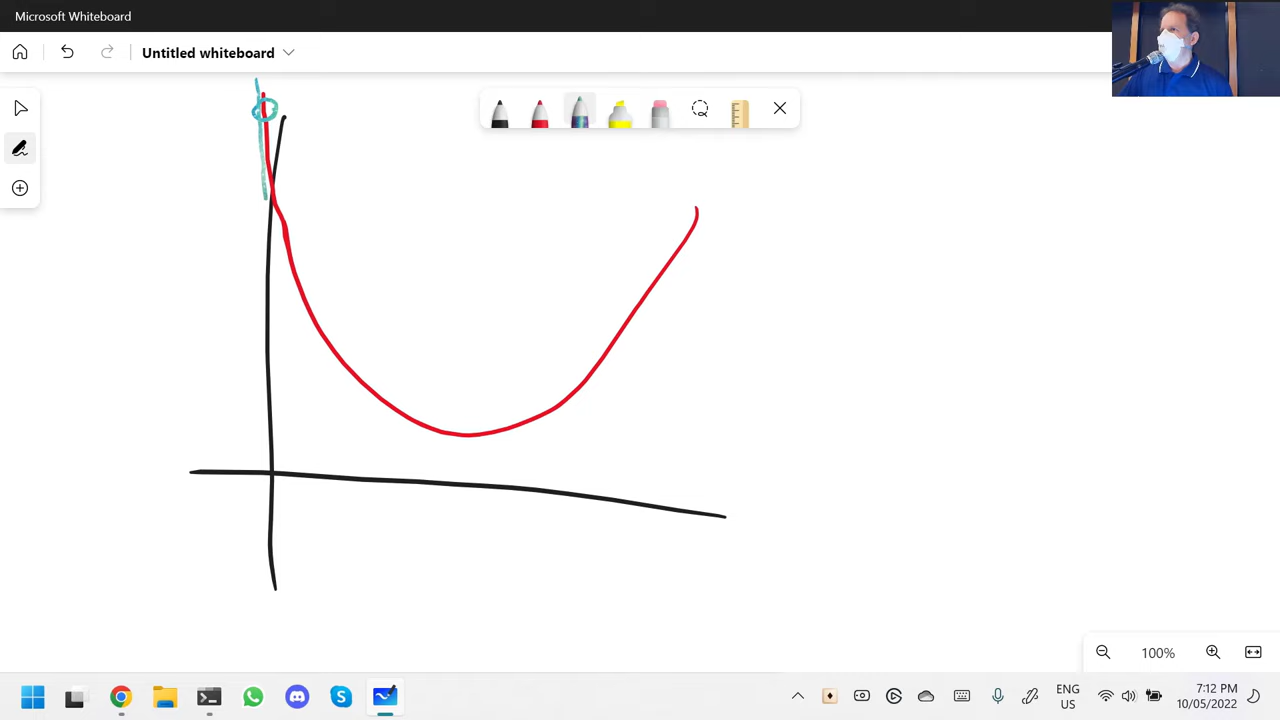 Microsoft Whiteboard
Untitled whiteboard
100%
ENG
US
7:12 PM
10/05/2022